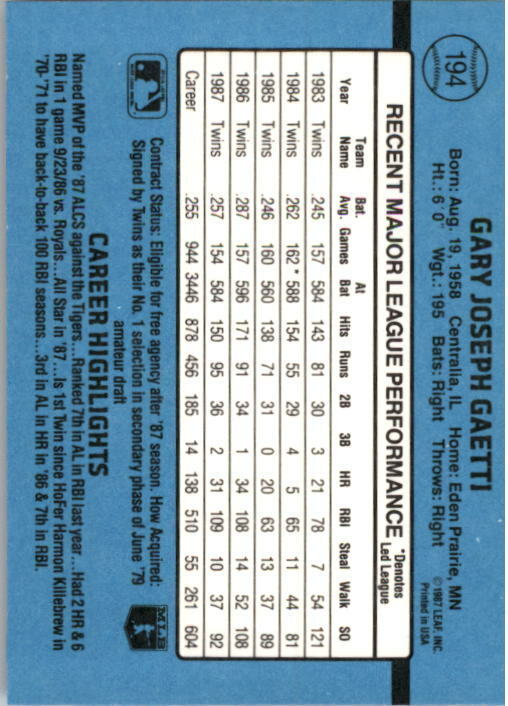 194
GARY JOSEPH GAETTI
Born: Aug. 19, 1958 Centralia, IL Home: Eden Prairie, MN
Ht.: 6' 0" Wgt.: 195 Bats: Right Throws: Right
© 1987 LEAF, INC.
Printed in USA
RECENT MAJOR LEAGUE PERFORMANCE *Denotes Led League
Year Team Name Bat. Avg. Games At Bat Hits Runs 2B 3B HR RBI Steal Walk SO
1983 Twins .245 157 584 143 81 30 3 21 78 7 54 121
1984 Twins .262 162* 588 154 55 29 4 5 65 11 44 81
1985 Twins .246 160 560 138 71 31 0 20 63 13 37 89
1986 Twins .287 157 596 171 91 34 1 34 108 14 52 108
1987 Twins .257 154 584 150 95 36 2 31 109 10 37 92
Career .255 944 3446 878 456 185 14 138 510 55 261 604
Contract Status: Eligible for free agency after '87 season. How Acquired:
Signed by Twins as their No. 1 selection in secondary phase of June '79
amateur draft
MLB
CAREER HIGHLIGHTS
Named MVP of the '87 ALCS against the Tigers...Ranked 7th in AL in RBI last year...Had 2 HR & 6
RBI in 1 game 9/23/86 vs. Royals...All Star in '87...Is 1st Twin since HoFer Harmon Killebrew in
'70-'71 to have back-to-back 100 RBI seasons...3rd in AL in HR in '86 & 7th in RBI.